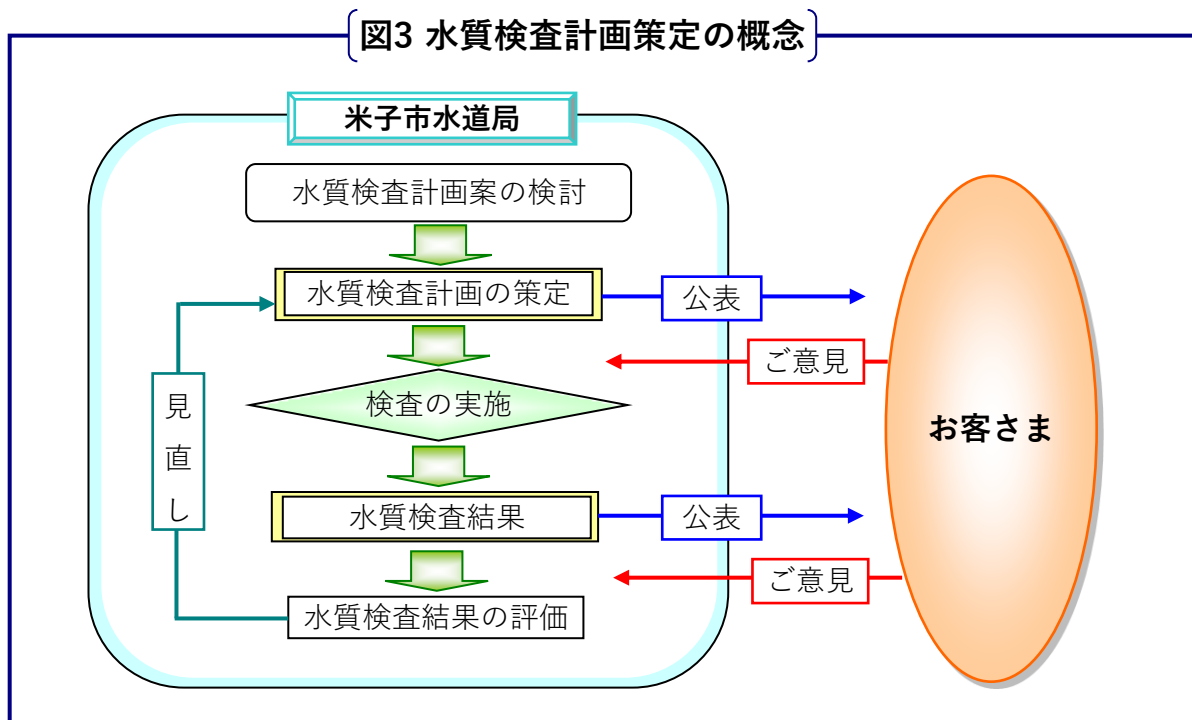 図3 水質検査計画策定の概念
米子市水道局
水質検査計画案の検討
水質検査計画の策定
公表
ご意見
検査の実施
見直し
お客さま
水質検査結果
公表
ご意見
水質検査結果の評価